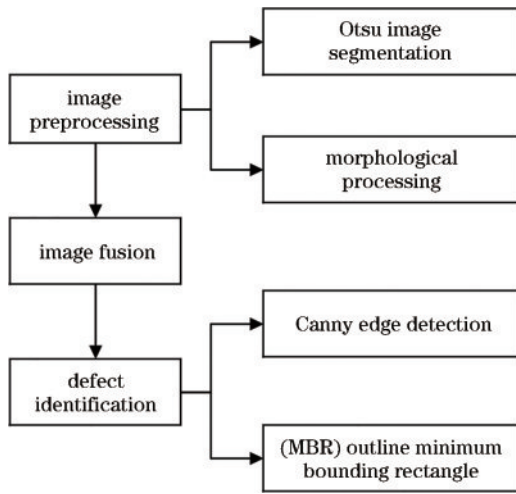 Otsu image
segmentation
image
preprocessing
morphological
processing
image fusion
Canny edge detection
defect
identification
(MBR) outline minimum
bounding rectangle